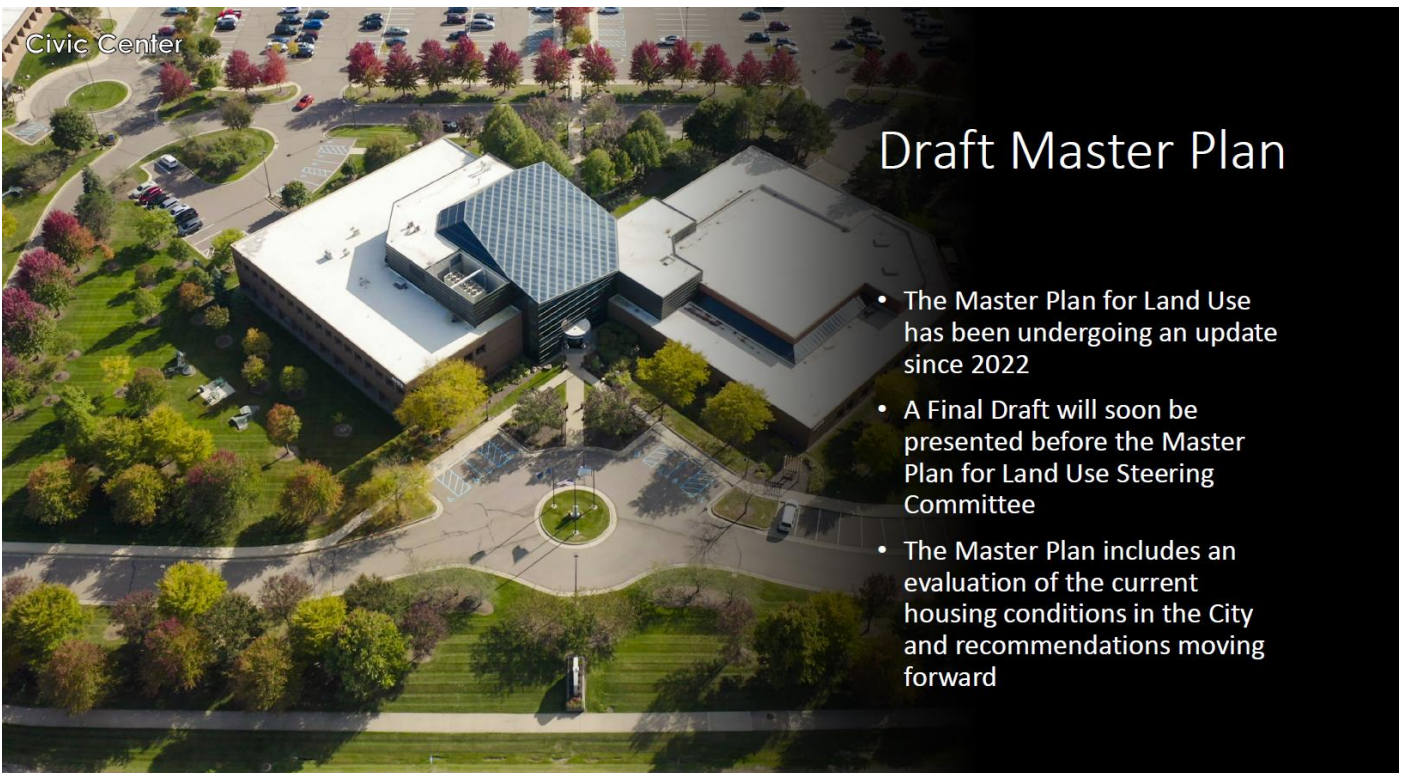 Civic Center
Draft Master Plan
• The Master Plan for Land Use
has been undergoing an update
since 2022
• A Final Draft will soon be
presented before the Master
Plan for Land Use Steering
Committee
• The Master Plan includes an
evaluation of the current
housing conditions in the City
and recommendations moving
forward